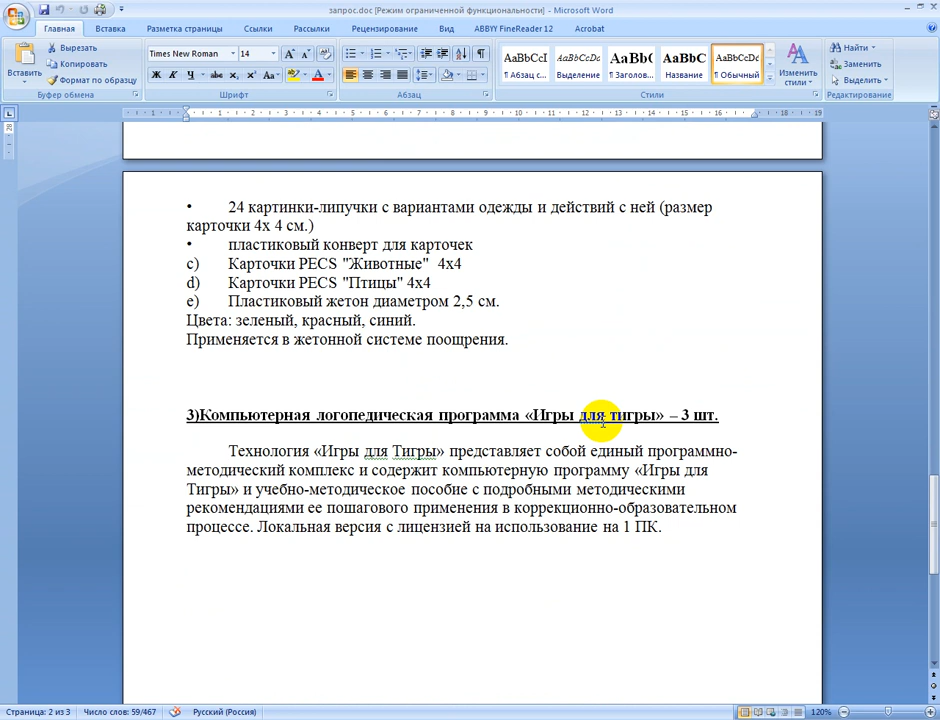 запрос.doc [Режим ограниченной функциональности] - Microsoft Word
Главная Вставка Разметка страницы Ссылки Рассылки Рецензирование Вид ABBYY FineReader 12 Acrobat
Вставить
Вырезать
Копировать
Формат по образцу
Буфер обмена
Times New Roman 14
Шрифт
Абзац
AaBbCcI AaBbCcDc AaBb( AaBbC AaBbCcDc
¶ Абзац с... Выделение ¶ Заголов... Название ¶ Обычный
Изменить стили
Стили
Найти
Заменить
Выделить
Редактирование
• 24 картинки-липучки с вариантами одежды и действий с ней (размер
карточки 4х 4 см.)
• пластиковый конверт для карточек
c) Карточки PECS "Животные" 4х4
d) Карточки PECS "Птицы" 4х4
e) Пластиковый жетон диаметром 2,5 см.
Цвета: зеленый, красный, синий.
Применяется в жетонной системе поощрения.
3)Компьютерная логопедическая программа «Игры для тигры» – 3 шт.
Технология «Игры для Тигры» представляет собой единый программно-
методический комплекс и содержит компьютерную программу «Игры для
Тигры» и учебно-методическое пособие с подробными методическими
рекомендациями ее пошагового применения в коррекционно-образовательном
процессе. Локальная версия с лицензией на использование на 1 ПК.
Страница: 2 из 3 Число слов: 59/467 Русский (Россия) 120%